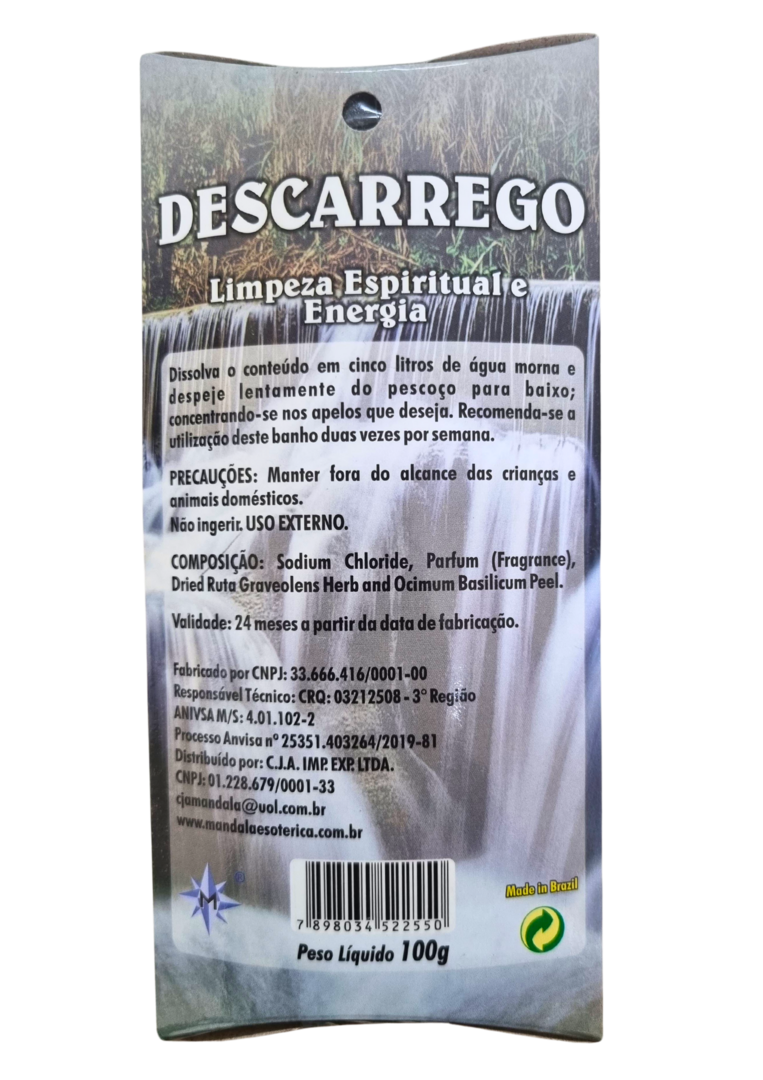 DESCARREGO
Limpeza Espiritual e
Energia
Dissolva o conteúdo em cinco litros de água morna e
despeje lentamente do pescoço para baixo;
concentrando-se nos apelos que deseja. Recomenda-se a
utilização deste banho duas vezes por semana.
PRECAUÇÕES: Manter fora do alcance das crianças e
animais domésticos.
Não ingerir. USO EXTERNO.
COMPOSIÇÃO: Sodium Chloride, Parfum (Fragrance),
Dried Ruta Graveolens Herb and Ocimum Basilicum Peel.
Validade: 24 meses a partir da data de fabricação.
Fabricado por CNPJ: 33.666.416/0001-00
Responsável Técnico: CRQ: 03212508 - 3° Região
ANIVSA M/S: 4.01.102-2
Processo Anvisa nº 25351.403264/2019-81
Distribuído por: C.J.A. IMP. EXP. LTDA.
CNPJ: 01.228.679/0001-33
cjamandala@uol.com.br
www.mandalaesoterica.com.br
M ®
7 898034 522550
Peso Líquido 100g
Made in Brazil